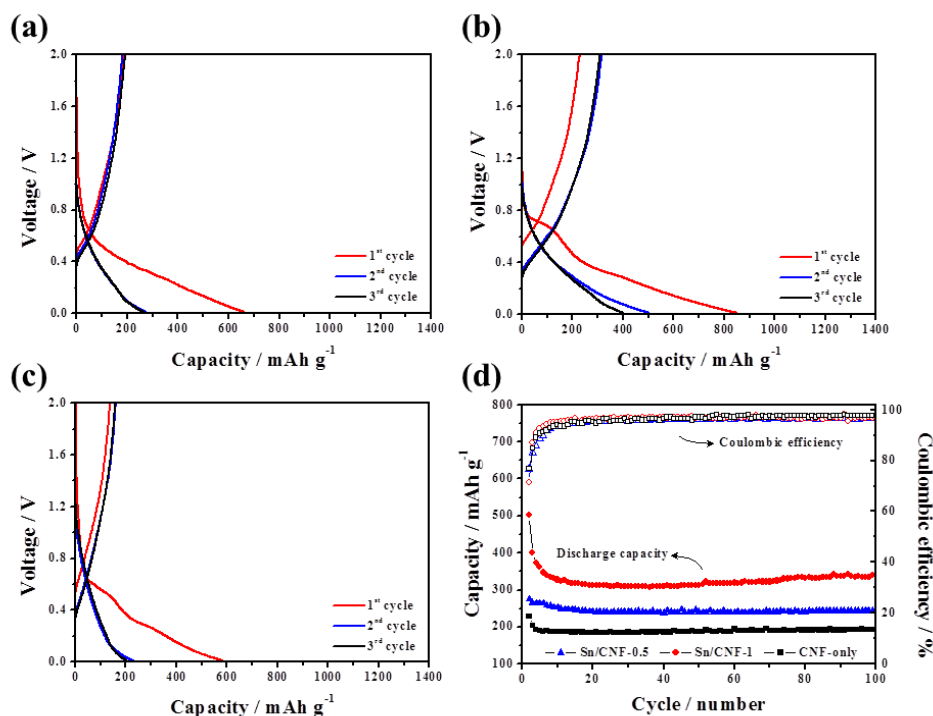 (a)
2.0
1.6
1.2
0.8
0.4
0.0
Voltage / V
1st cycle
2nd cycle
3rd cycle
0 200 400 600 800 1000 1200 1400
Capacity / mAh g-1
(b)
2.0
1.6
1.2
0.8
0.4
0.0
Voltage / V
1st cycle
2nd cycle
3rd cycle
0 200 400 600 800 1000 1200 1400
Capacity / mAh g-1
(c)
2.0
1.6
1.2
0.8
0.4
0.0
Voltage / V
1st cycle
2nd cycle
3rd cycle
0 200 400 600 800 1000 1200 1400
Capacity / mAh g-1
(d)
800
700
600
500
400
300
200
100
Capacity / mAh g-1
100
80
60
40
20
0
Coulombic efficiency / %
Coulombic efficiency
Discharge capacity
Sn/CNF-0.5 Sn/CNF-1 CNF-only
0 20 40 60 80 100
Cycle / number